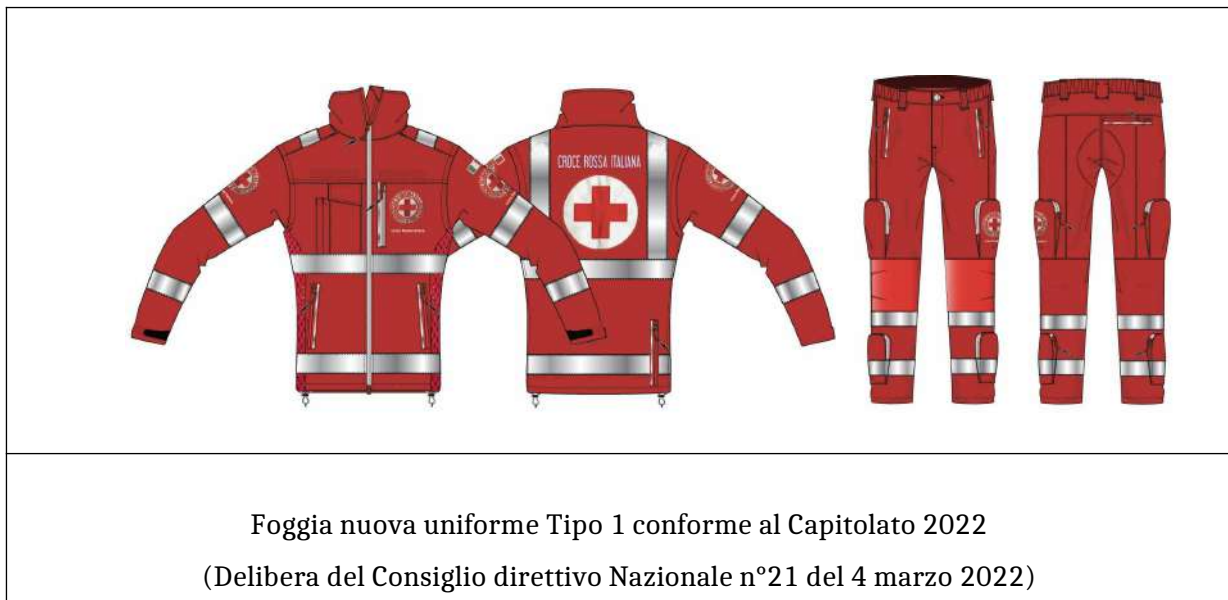 CROCE ROSSA ITALIANA
Foggia nuova uniforme Tipo 1 conforme al Capitolato 2022
(Delibera del Consiglio direttivo Nazionale n°21 del 4 marzo 2022)